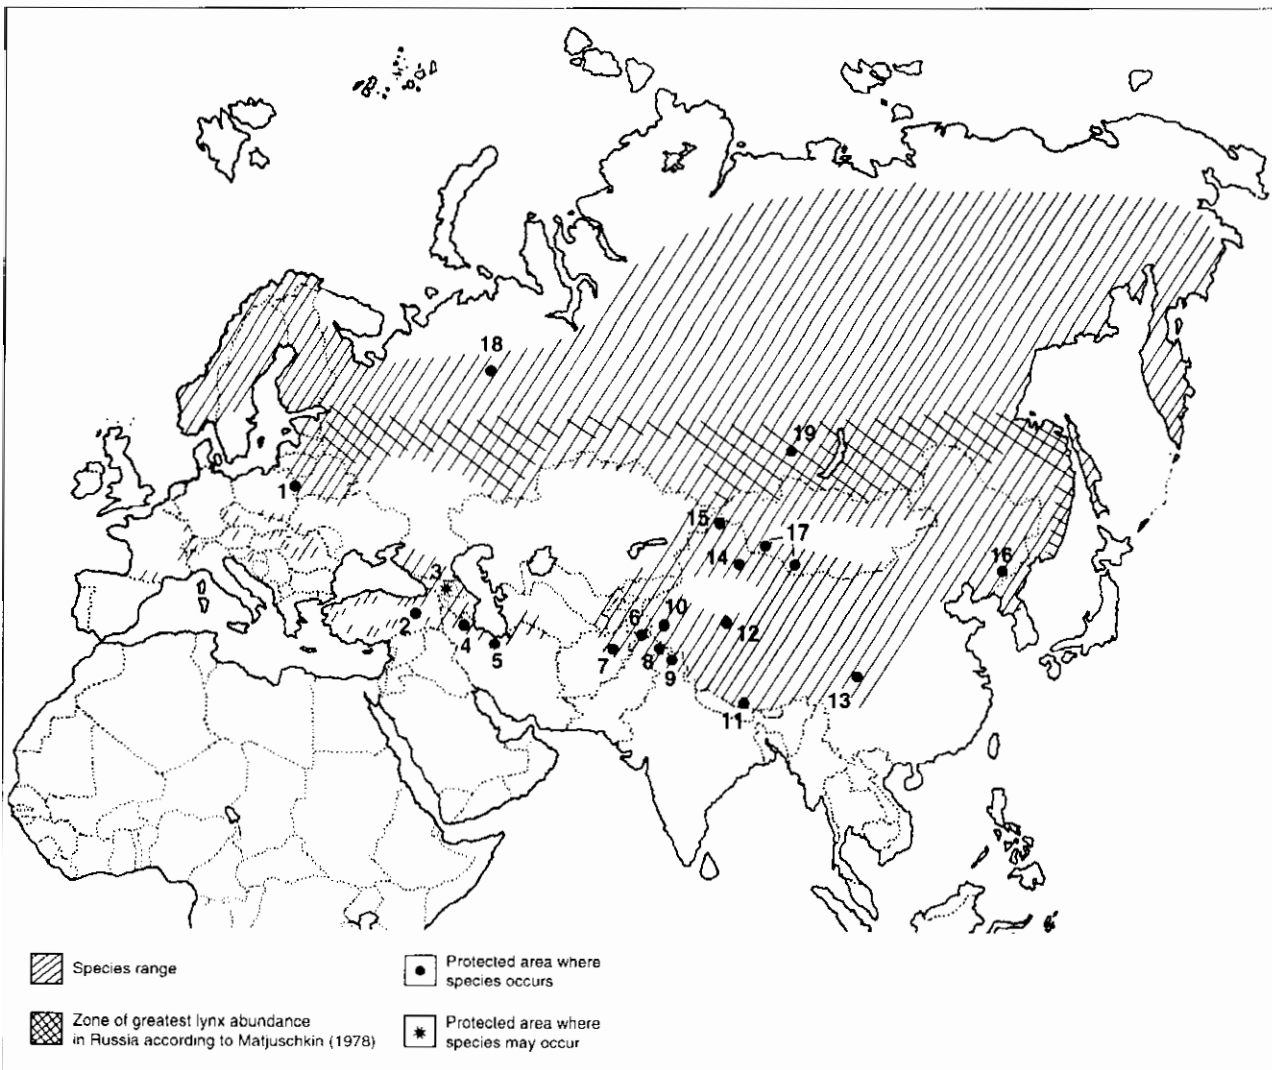 18
19
1
15
17
14
16
3
10
6
2
12
4
5
7
8
9
13
11
Species range
Protected area where
species occurs
Zone of greatest lynx abundance
in Russia according to Matjuschkin (1978)
Protected area where
species may occur